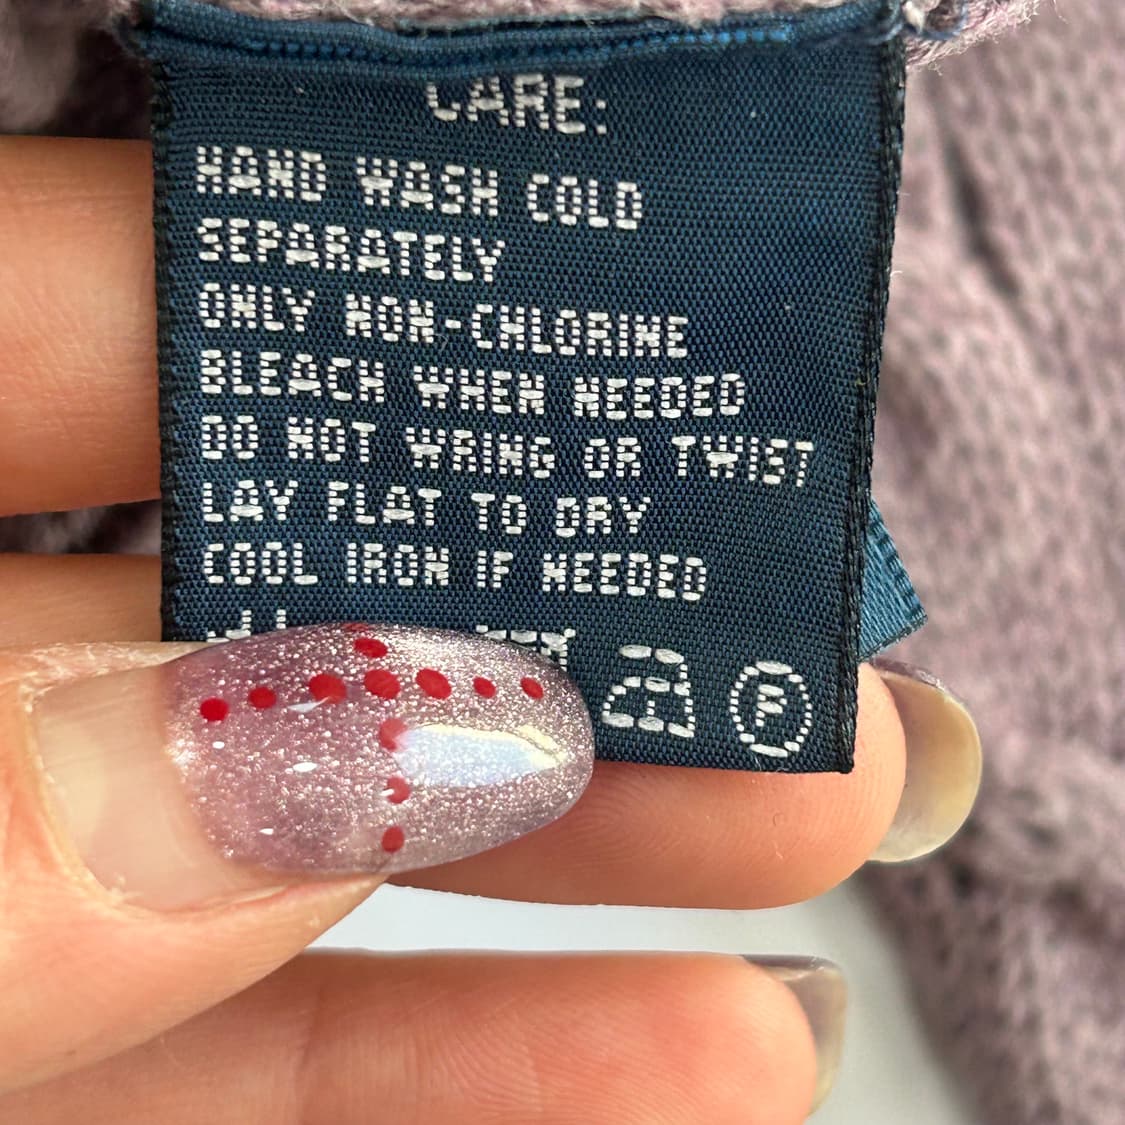 CARE:
HAND WASH COLD
SEPARATELY
ONLY NON-CHLORINE
BLEACH WHEN NEEDED
DO NOT WRING OR TWIST
LAY FLAT TO DRY
COOL IRON IF NEEDED
F